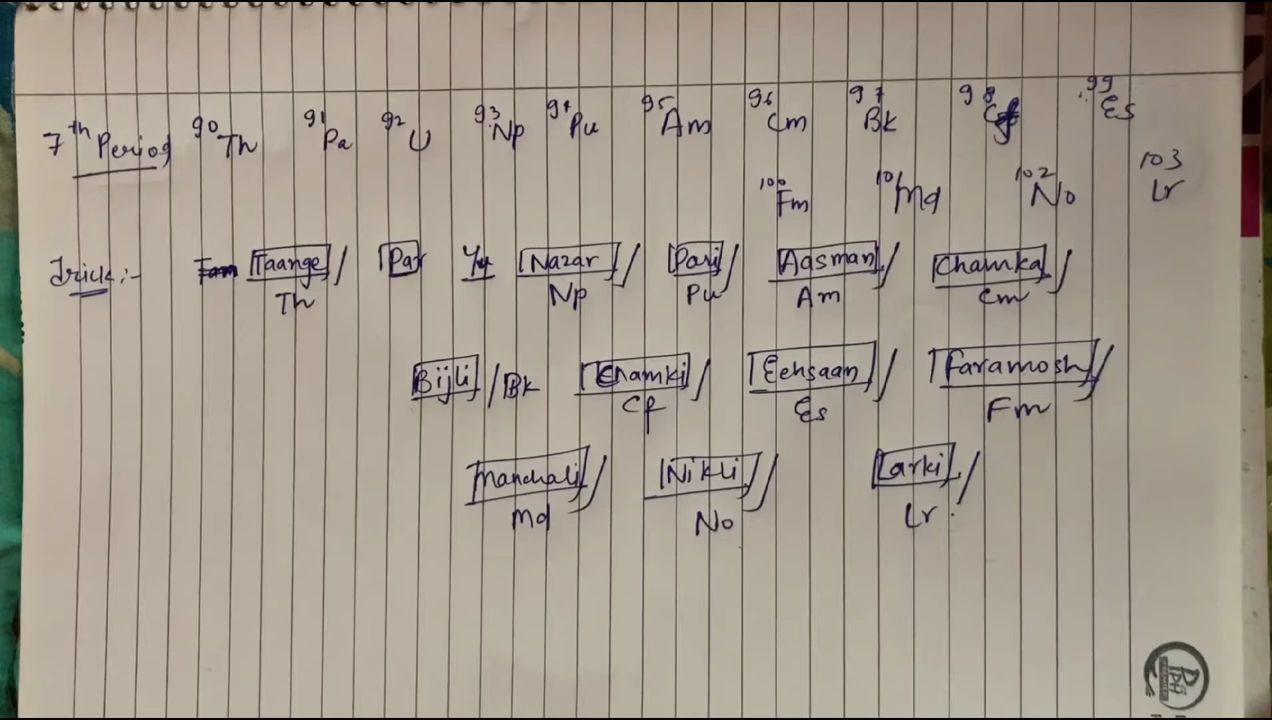 7th Period 90Th 91Pa 92U 93Np 94Pu 95Am 96Cm 97Bk 98Cf 99Es
100Fm 101Md 102No 103Lr
Trick:- Taange / Par Yu Nazar / Pari / Aasman / Chamka /
Th Np Pu Am Cm
Bijli / Bk Chamki / Eehsaan / Faramosh /
Cf Es Fm
Manchali / Nikli / Larki /
Md No Lr.